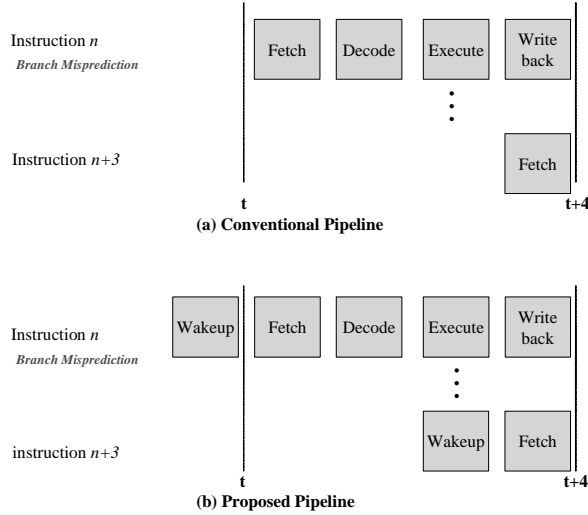 Instruction n
Branch Misprediction
Fetch
Decode
Execute
Write
back
Instruction n+3
Fetch
t
t+4
(a) Conventional Pipeline
Instruction n
Branch Misprediction
Wakeup
Fetch
Decode
Execute
Write
back
instruction n+3
Wakeup
Fetch
t
t+4
(b) Proposed Pipeline